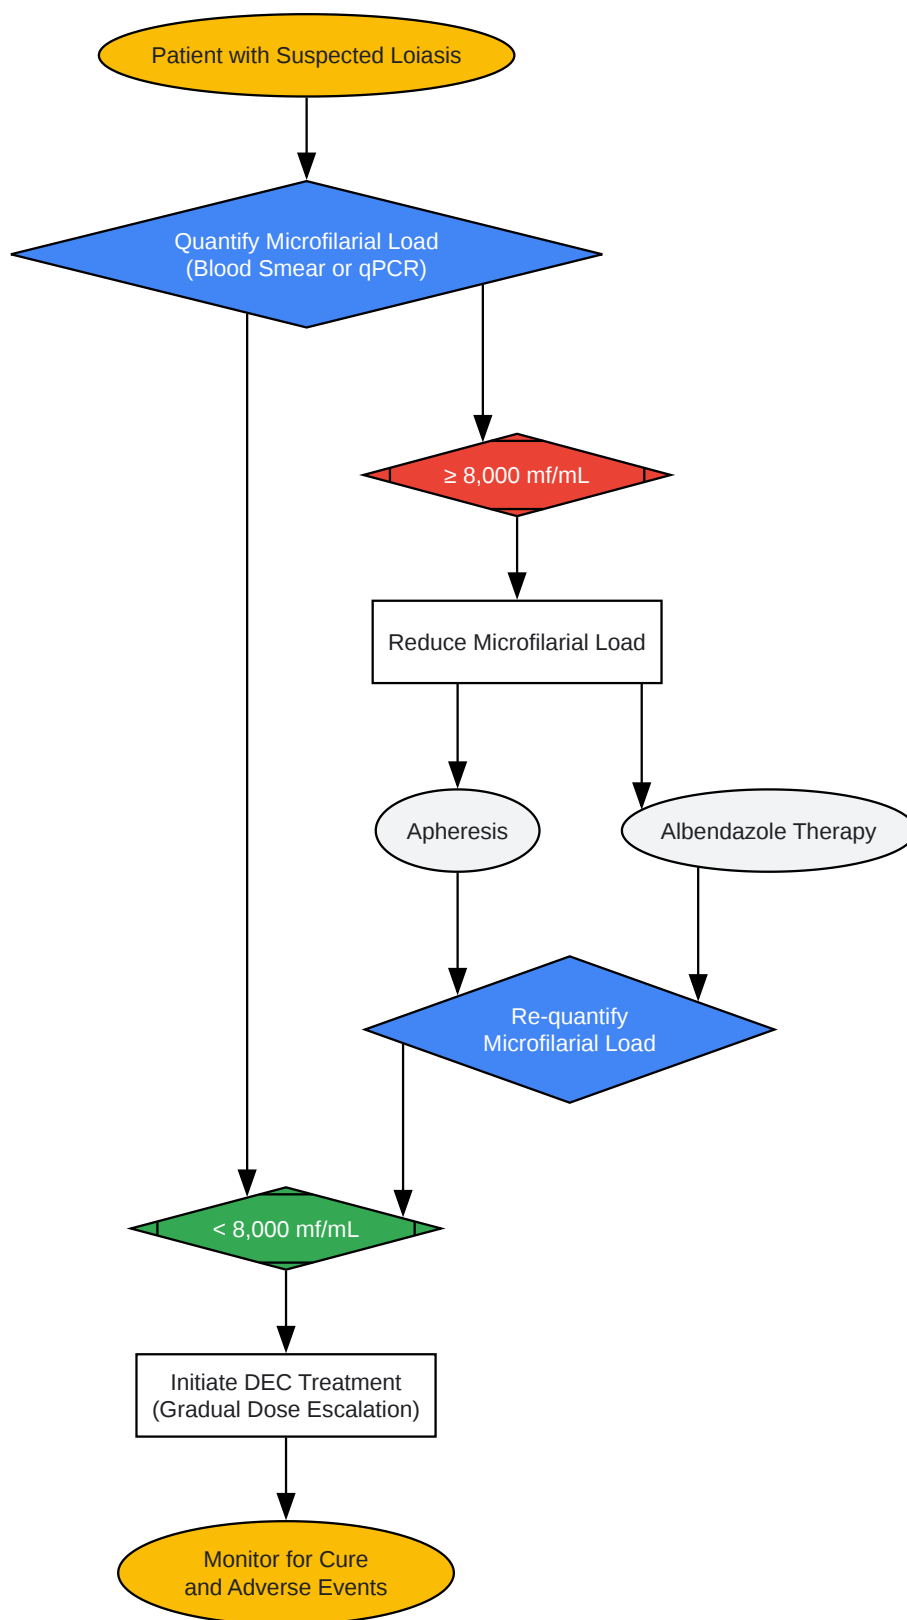 Patient with Suspected Loiasis
Quantify Microfilarial Load
(Blood Smear or qPCR)
≥ 8,000 mf/mL
Reduce Microfilarial Load
Apheresis
Albendazole Therapy
Re-quantify
Microfilarial Load
< 8,000 mf/mL
Initiate DEC Treatment
(Gradual Dose Escalation)
Monitor for Cure
and Adverse Events